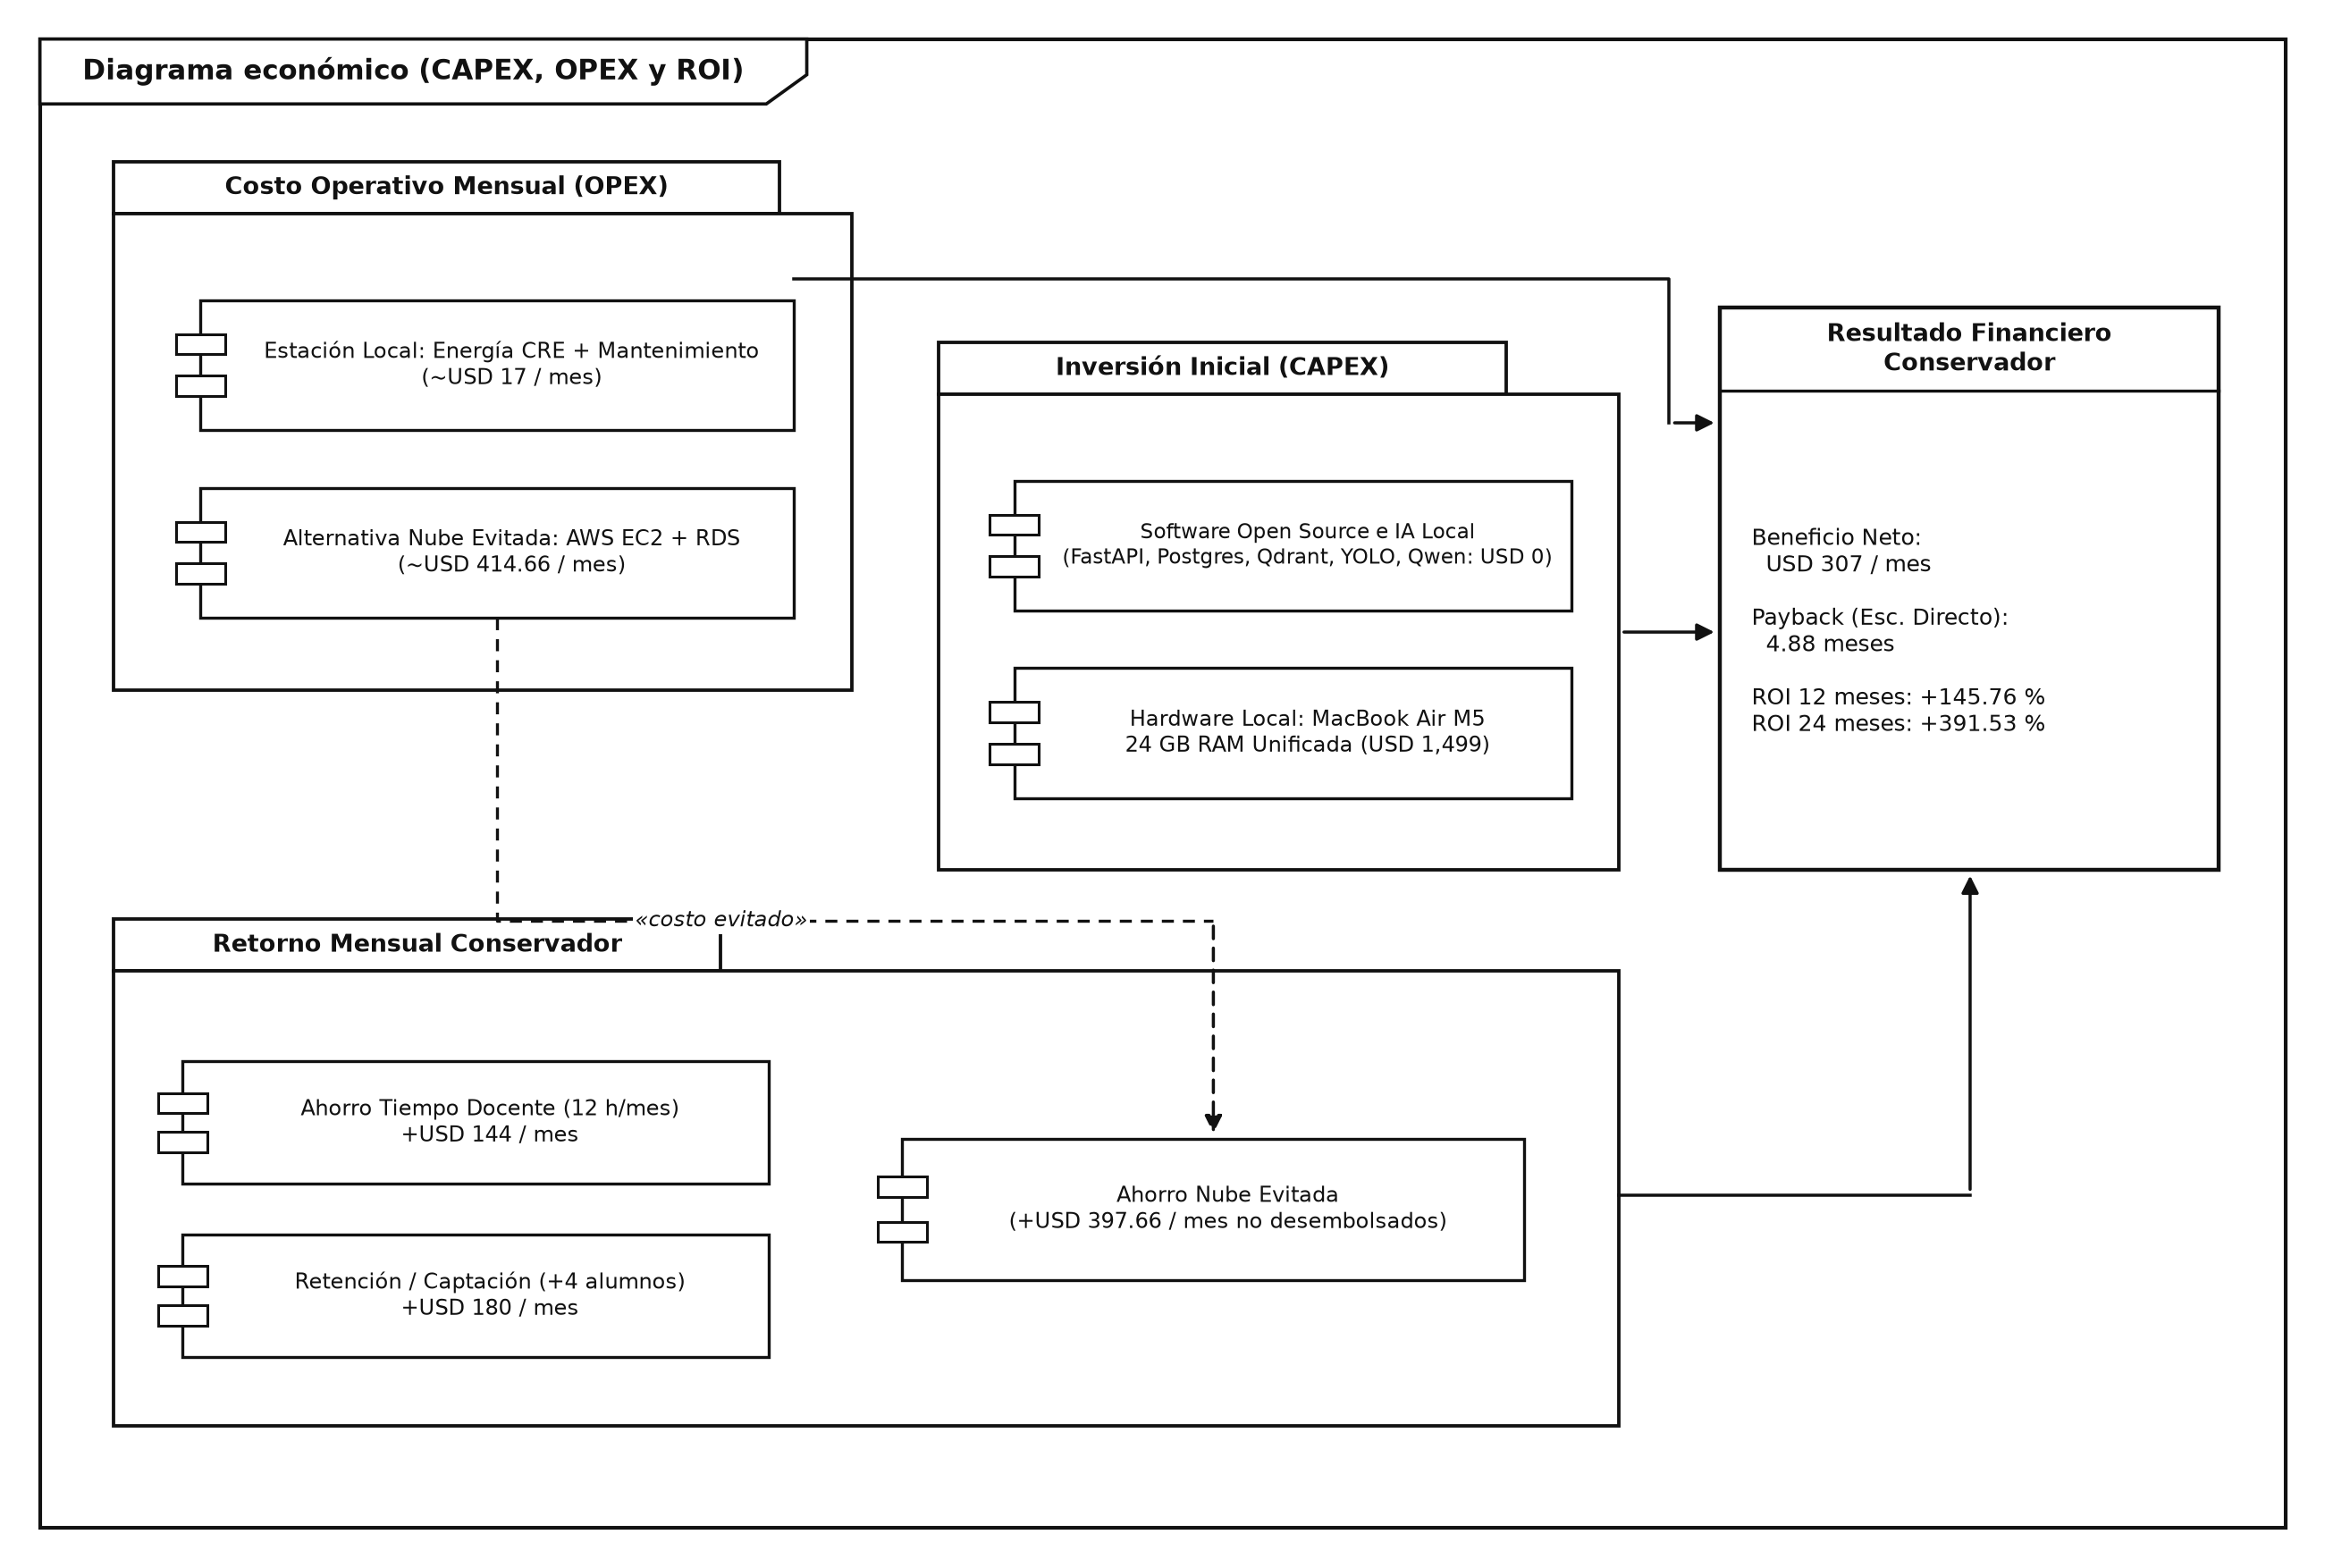 Diagrama económico (CAPEX, OPEX y ROI)
Costo Operativo Mensual (OPEX)
Estación Local: Energía CRE + Mantenimiento
(~USD 17 / mes)
Alternativa Nube Evitada: AWS EC2 + RDS
(~USD 414.66 / mes)
Inversión Inicial (CAPEX)
Software Open Source e IA Local
(FastAPI, Postgres, Qdrant, YOLO, Qwen: USD 0)
Hardware Local: MacBook Air M5
24 GB RAM Unificada (USD 1,499)
Resultado Financiero
Conservador
Beneficio Neto:
USD 307 / mes
Payback (Esc. Directo):
4.88 meses
ROI 12 meses: +145.76 %
ROI 24 meses: +391.53 %
«costo evitado»
Retorno Mensual Conservador
Ahorro Tiempo Docente (12 h/mes)
+USD 144 / mes
Retención / Captación (+4 alumnos)
+USD 180 / mes
Ahorro Nube Evitada
(+USD 397.66 / mes no desembolsados)